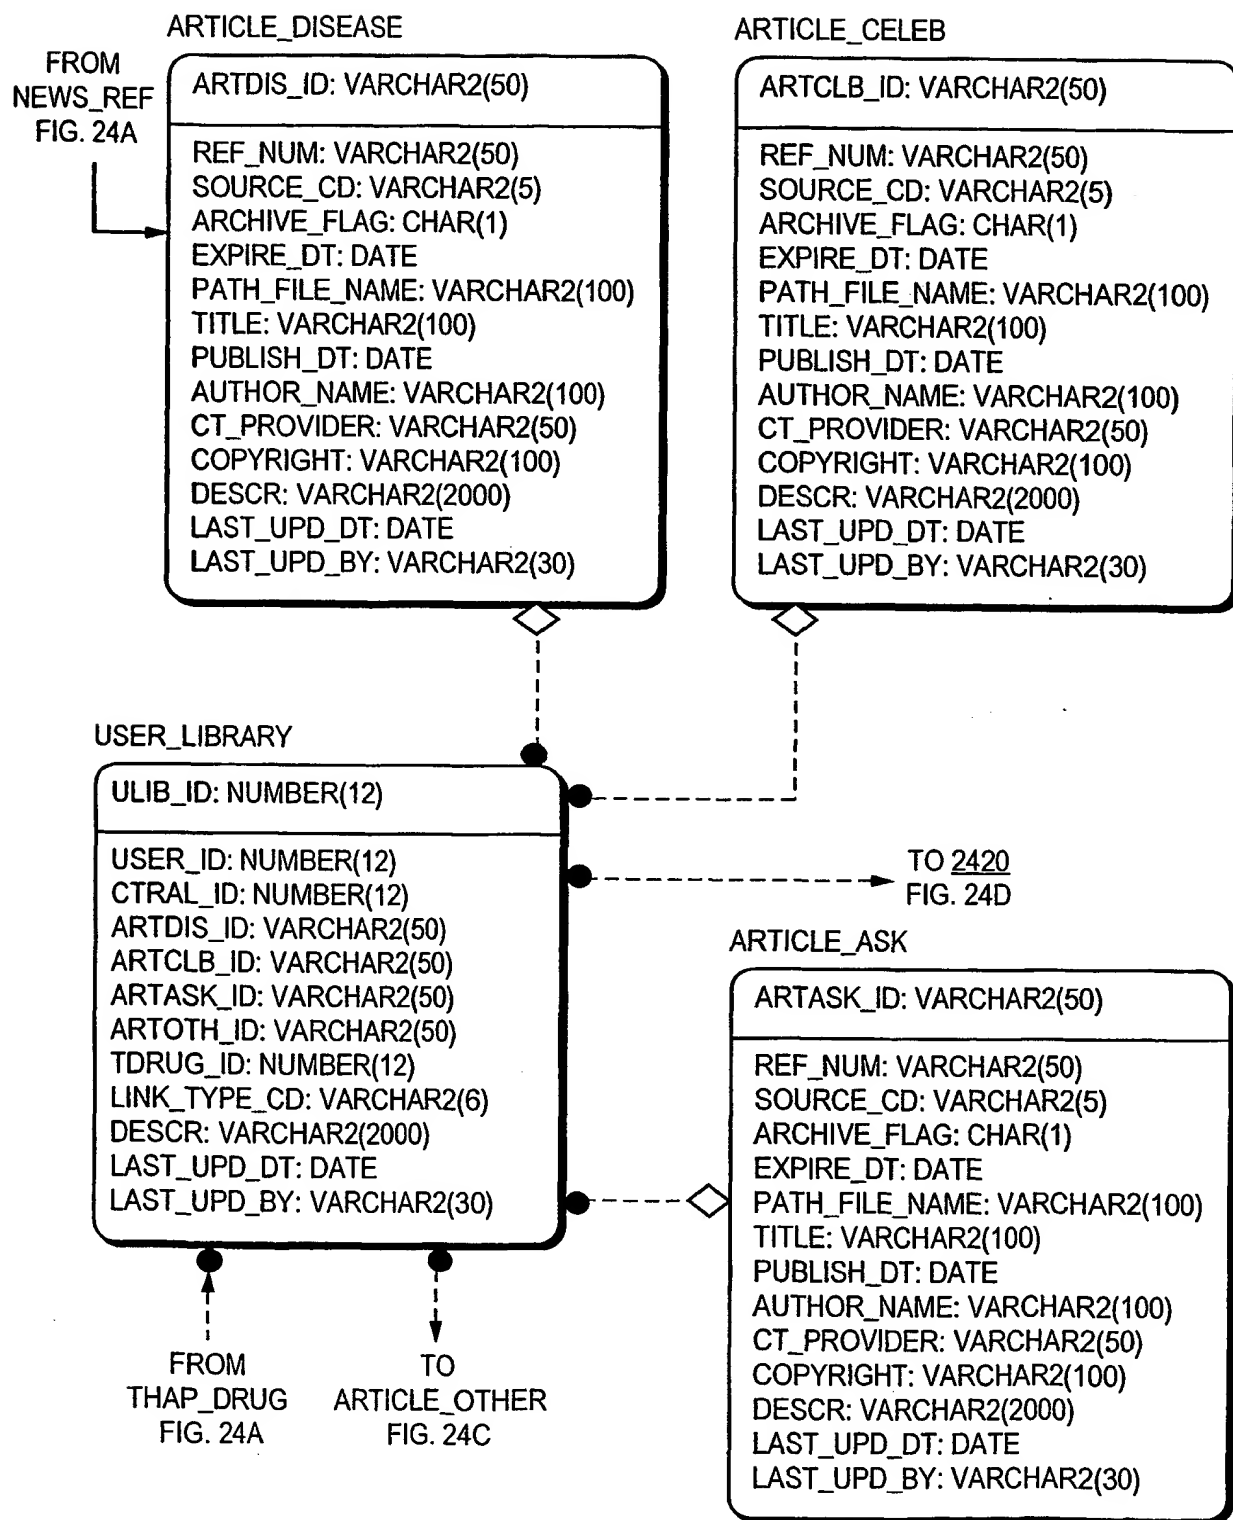 ARTICLE_DISEASE
FROM
NEWS_REF
FIG. 24A
ARTDIS_ID: VARCHAR2(50)
REF_NUM: VARCHAR2(50)
SOURCE_CD: VARCHAR2(5)
ARCHIVE_FLAG: CHAR(1)
EXPIRE_DT: DATE
PATH_FILE_NAME: VARCHAR2(100)
TITLE: VARCHAR2(100)
PUBLISH_DT: DATE
AUTHOR_NAME: VARCHAR2(100)
CT_PROVIDER: VARCHAR2(50)
COPYRIGHT: VARCHAR2(100)
DESCR: VARCHAR2(2000)
LAST_UPD_DT: DATE
LAST_UPD_BY: VARCHAR2(30)
ARTICLE_CELEB
ARTCLB_ID: VARCHAR2(50)
REF_NUM: VARCHAR2(50)
SOURCE_CD: VARCHAR2(5)
ARCHIVE_FLAG: CHAR(1)
EXPIRE_DT: DATE
PATH_FILE_NAME: VARCHAR2(100)
TITLE: VARCHAR2(100)
PUBLISH_DT: DATE
AUTHOR_NAME: VARCHAR2(100)
CT_PROVIDER: VARCHAR2(50)
COPYRIGHT: VARCHAR2(100)
DESCR: VARCHAR2(2000)
LAST_UPD_DT: DATE
LAST_UPD_BY: VARCHAR2(30)
USER_LIBRARY
ULIB_ID: NUMBER(12)
USER_ID: NUMBER(12)
CTRAL_ID: NUMBER(12)
ARTDIS_ID: VARCHAR2(50)
ARTCLB_ID: VARCHAR2(50)
ARTASK_ID: VARCHAR2(50)
ARTOTH_ID: VARCHAR2(50)
TDRUG_ID: NUMBER(12)
LINK_TYPE_CD: VARCHAR2(6)
DESCR: VARCHAR2(2000)
LAST_UPD_DT: DATE
LAST_UPD_BY: VARCHAR2(30)
TO 2420
FIG. 24D
ARTICLE_ASK
ARTASK_ID: VARCHAR2(50)
REF_NUM: VARCHAR2(50)
SOURCE_CD: VARCHAR2(5)
ARCHIVE_FLAG: CHAR(1)
EXPIRE_DT: DATE
PATH_FILE_NAME: VARCHAR2(100)
TITLE: VARCHAR2(100)
PUBLISH_DT: DATE
AUTHOR_NAME: VARCHAR2(100)
CT_PROVIDER: VARCHAR2(50)
COPYRIGHT: VARCHAR2(100)
DESCR: VARCHAR2(2000)
LAST_UPD_DT: DATE
LAST_UPD_BY: VARCHAR2(30)
FROM
THAP_DRUG
FIG. 24A
TO
ARTICLE_OTHER
FIG. 24C